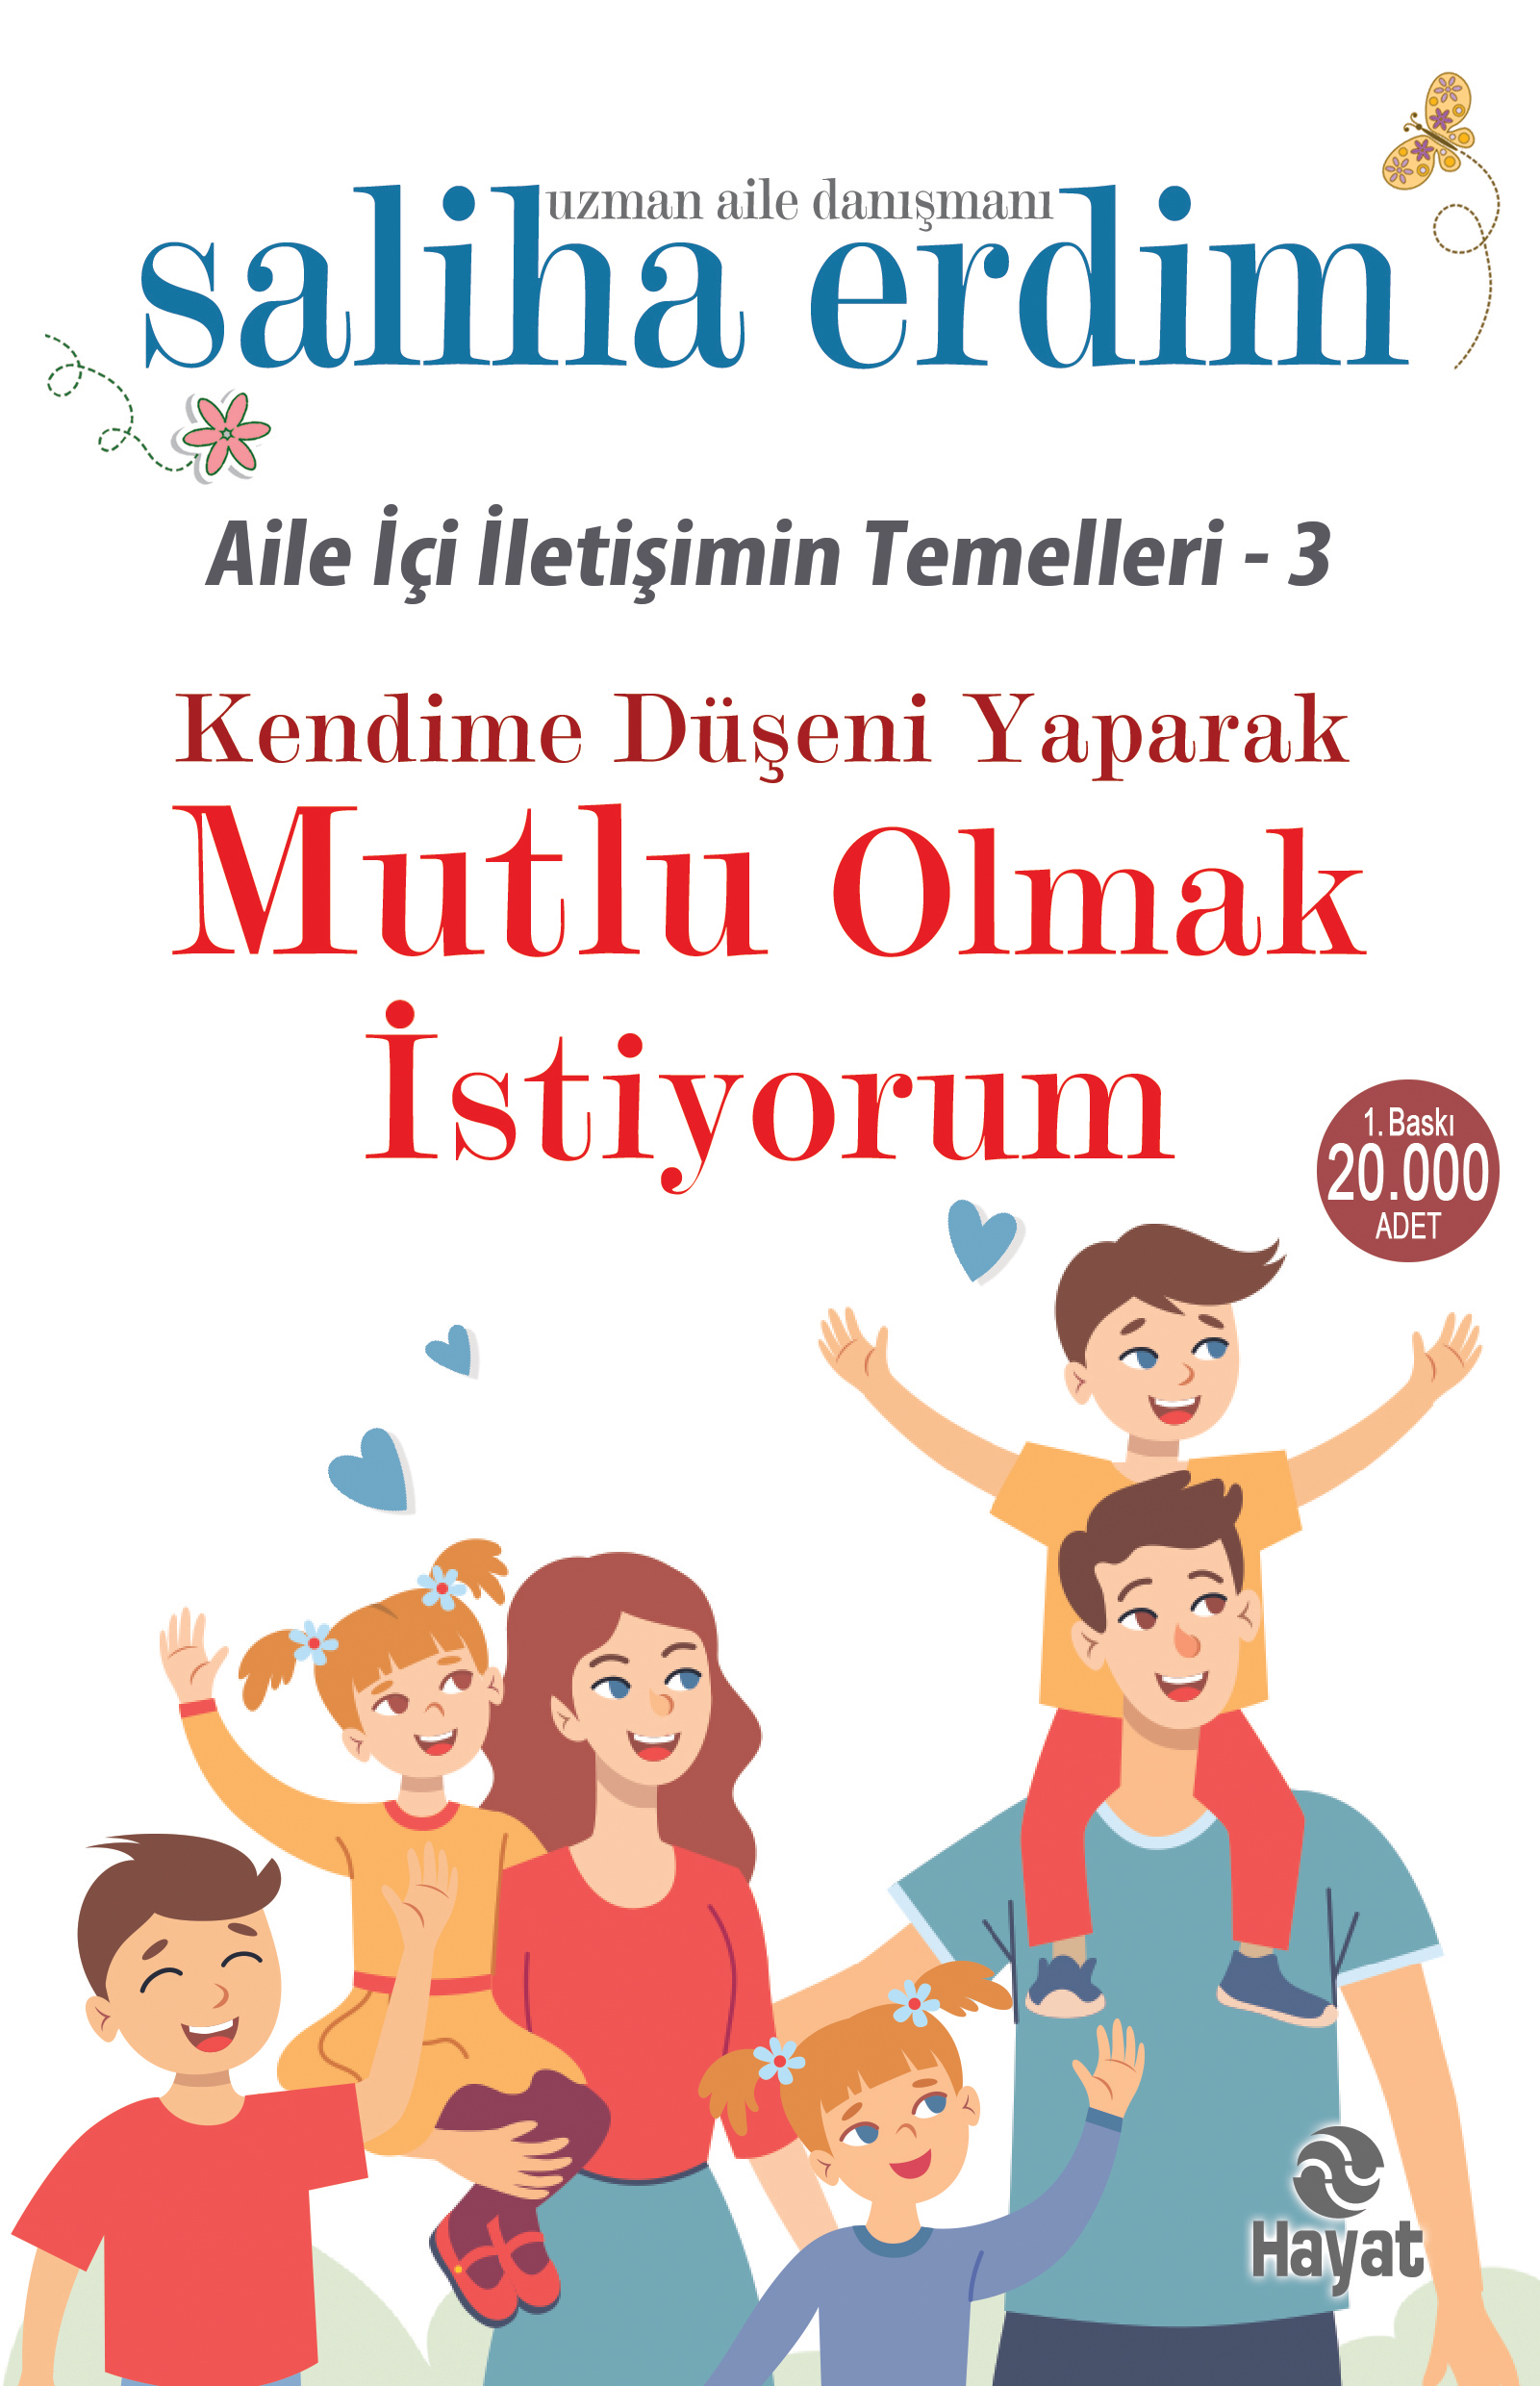 uzman aile danışmanı
saliha erdim
Aile İçi İletişimin Temelleri - 3
Kendime Düşeni Yaparak
Mutlu Olmak
İstiyorum
1. Baskı
20.000
ADET
Hayat